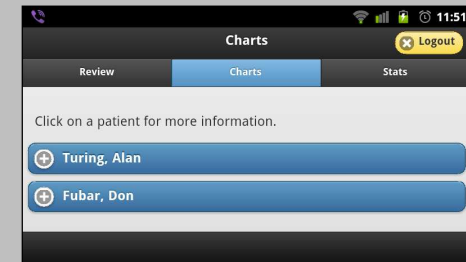 11:51
Charts
Logout
Review Charts Stats
Click on a patient for more information.
Turing, Alan
Fubar, Don